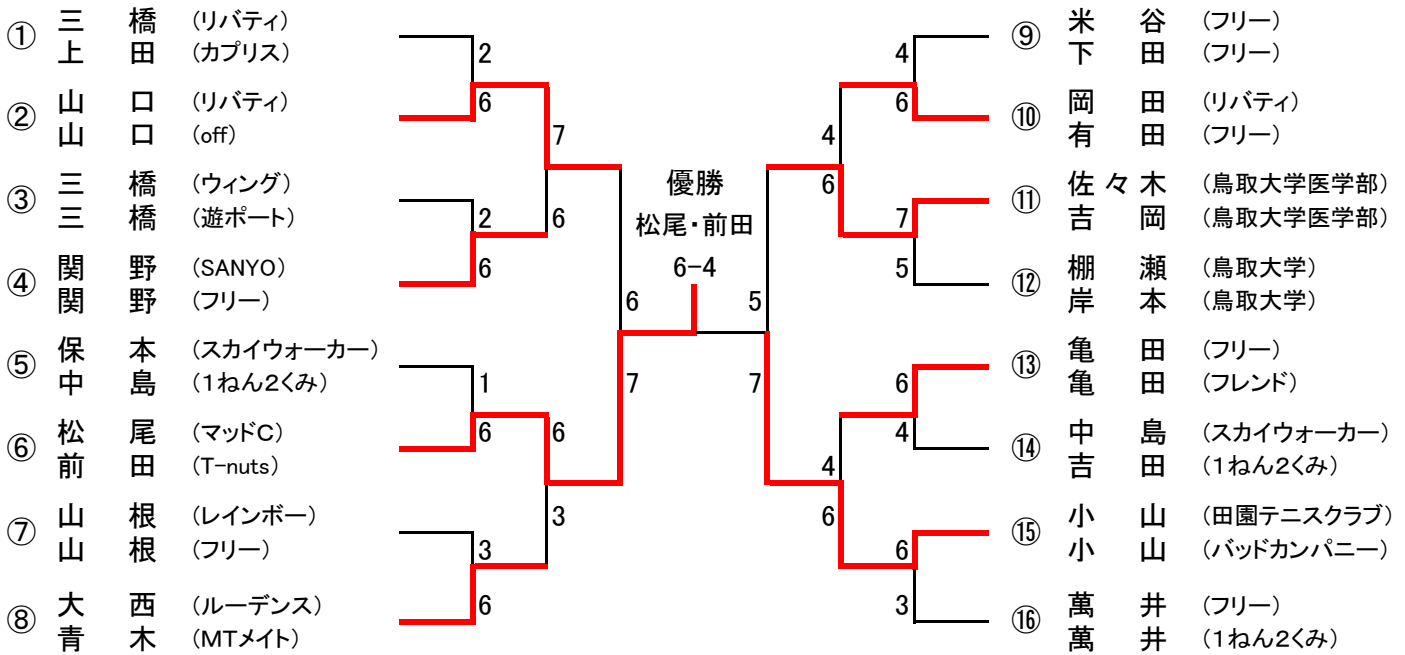 ① 三橋 (リバティ)
上田 (カプリス)
2
② 山口 (リバティ)
山口 (off)
6
7
③ 三橋 (ウィング)
三橋 (遊ポート)
2
6
④ 関野 (SANYO)
関野 (フリー)
6
6
⑤ 保本 (スカイウォーカー)
中島 (1ねん2くみ)
1
7
⑥ 松尾 (マッドC)
前田 (T-nuts)
6
6
⑦ 山根 (レインボー)
山根 (フリー)
3
3
⑧ 大西 (ルーデンス)
青木 (MTメイト)
6
優勝
松尾・前田
6-4
⑨ 米谷 (フリー)
下田 (フリー)
4
⑩ 岡田 (リバティ)
有田 (フリー)
6
4
⑪ 佐々木 (鳥取大学医学部)
吉岡 (鳥取大学医学部)
6
7
⑫ 棚瀬 (鳥取大学)
岸本 (鳥取大学)
5
5
⑬ 亀田 (フリー)
亀田 (フレンド)
6
7
⑭ 中島 (スカイウォーカー)
吉田 (1ねん2くみ)
4
4
⑮ 小山 (田園テニスクラブ)
小山 (バッドカンパニー)
6
6
⑯ 萬井 (フリー)
萬井 (1ねん2くみ)
3